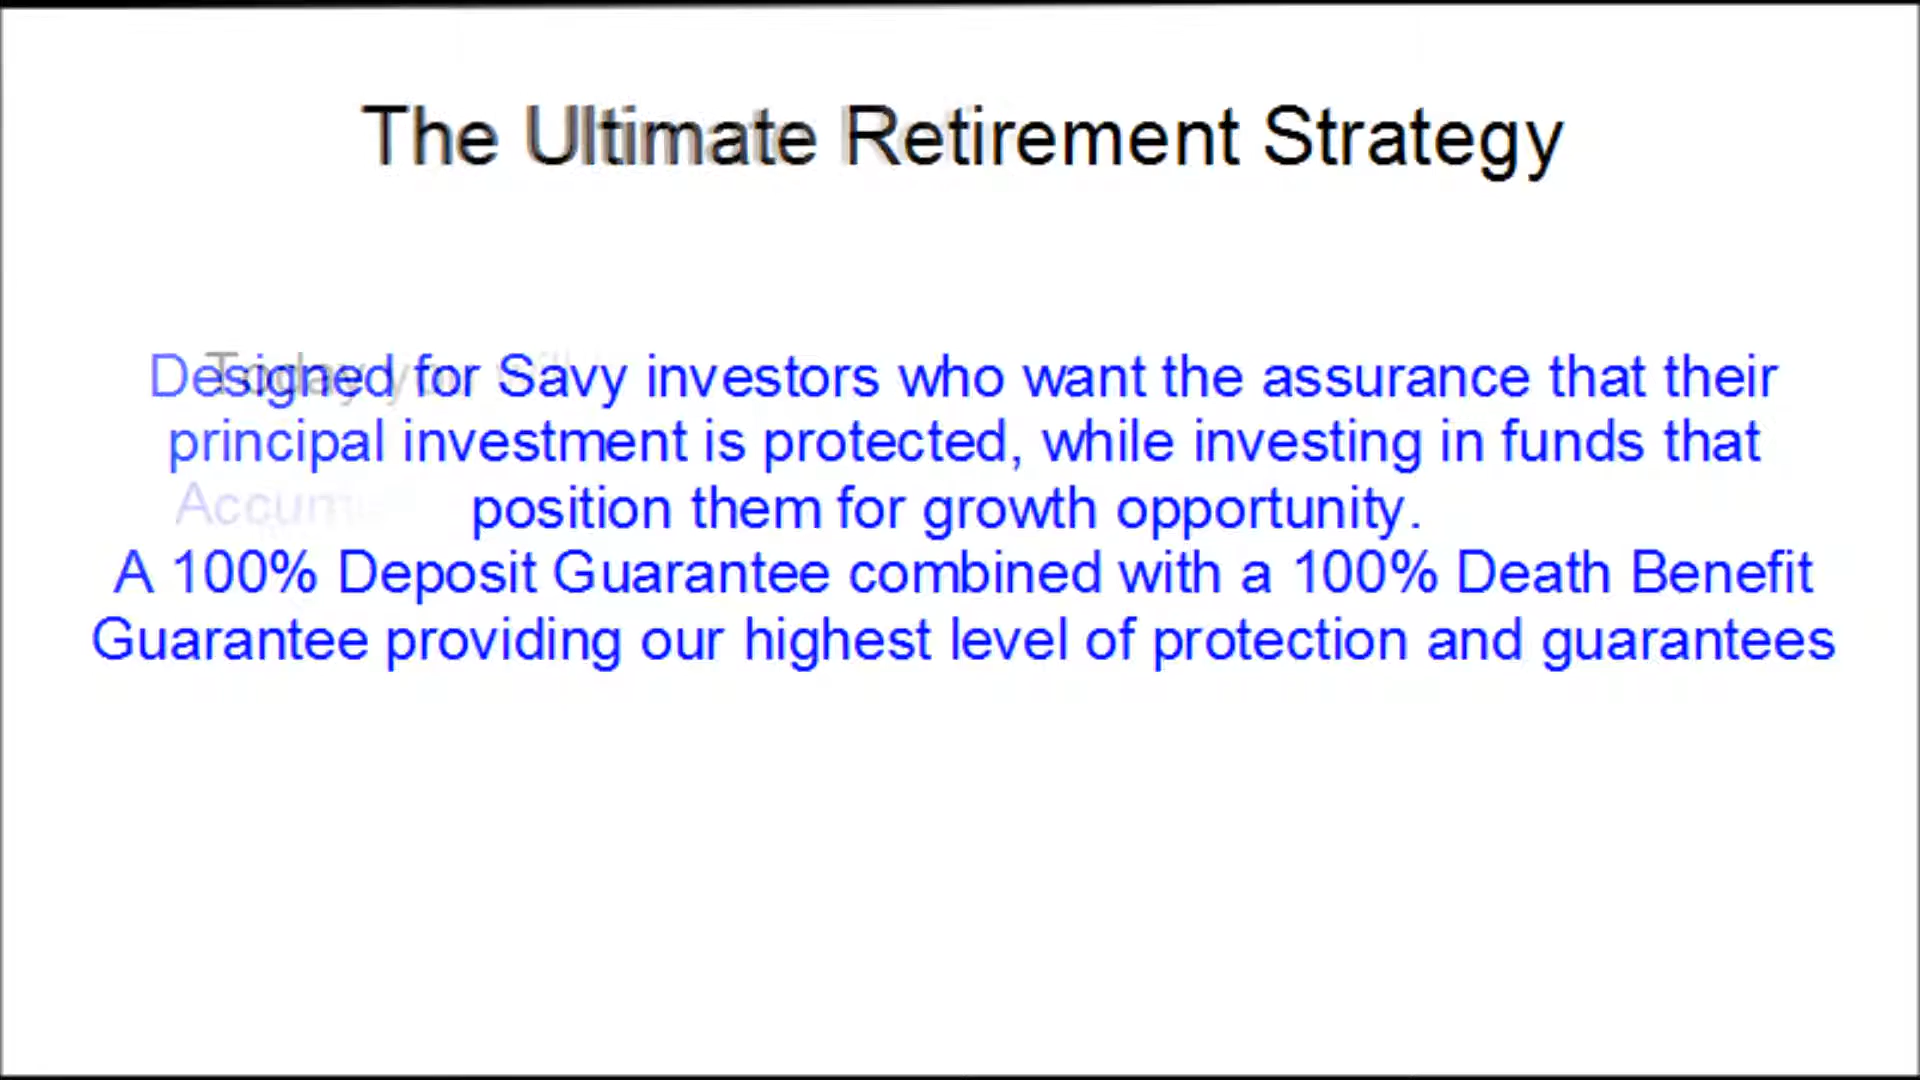 The Ultimate Retirement Strategy
Designed for Savy investors who want the assurance that their
principal investment is protected, while investing in funds that
position them for growth opportunity.
A 100% Deposit Guarantee combined with a 100% Death Benefit
Guarantee providing our highest level of protection and guarantees